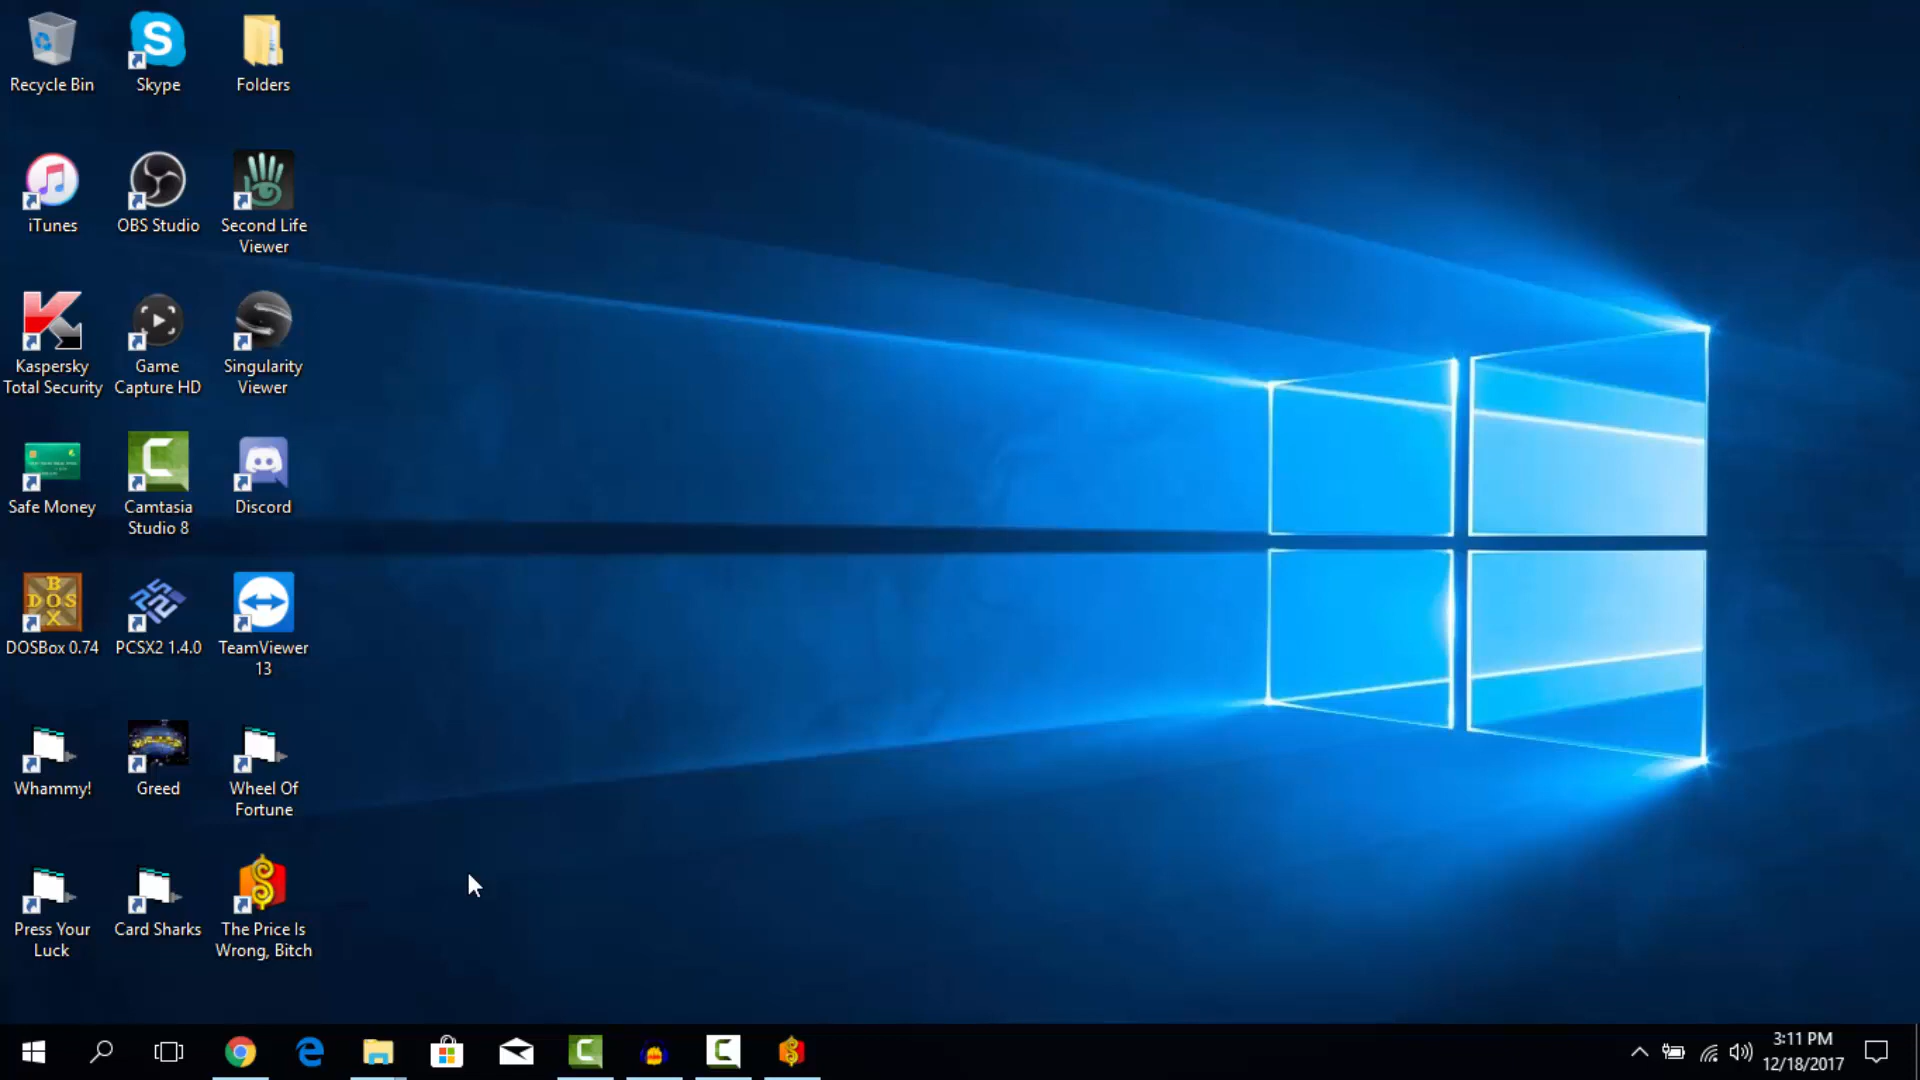 Recycle Bin
Skype
Folders
iTunes
OBS Studio
Second Life
Viewer
Kaspersky
Total Security
Game
Capture HD
Singularity
Viewer
Safe Money
Camtasia
Studio 8
Discord
DOSBox 0.74
PCSX2 1.4.0
TeamViewer
13
Whammy!
Greed
Wheel Of
Fortune
Press Your
Luck
Card Sharks
The Price Is
Wrong, Bitch
3:11 PM
12/18/2017